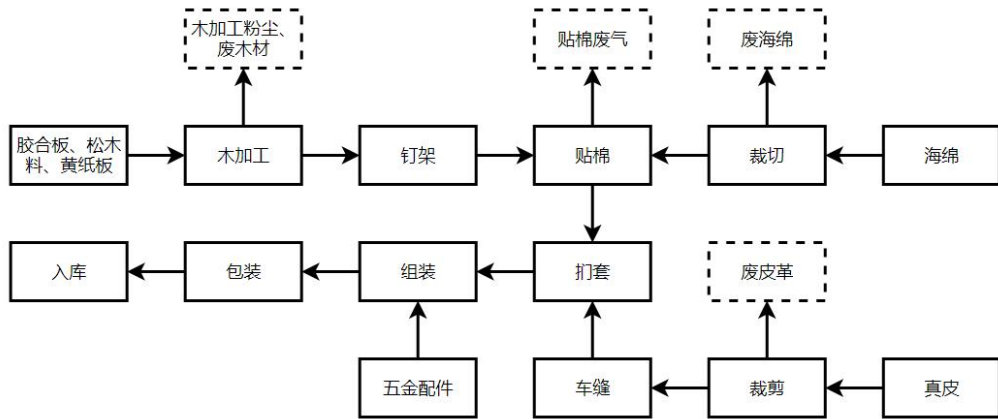 木加工粉尘、
废木材
贴棉废气
废海绵
胶合板、松木
料、黄纸板
木加工
钉架
贴棉
裁切
海绵
入库
包装
组装
扪套
废皮革
五金配件
车缝
裁剪
真皮